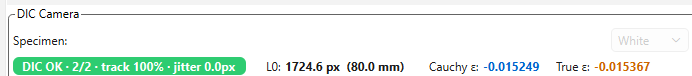 DIC Camera
Specimen: White
DIC OK · 2/2 · track 100% · jitter 0.0px L0: 1724.6 px (80.0 mm) Cauchy ε: -0.015249 True ε: -0.015367